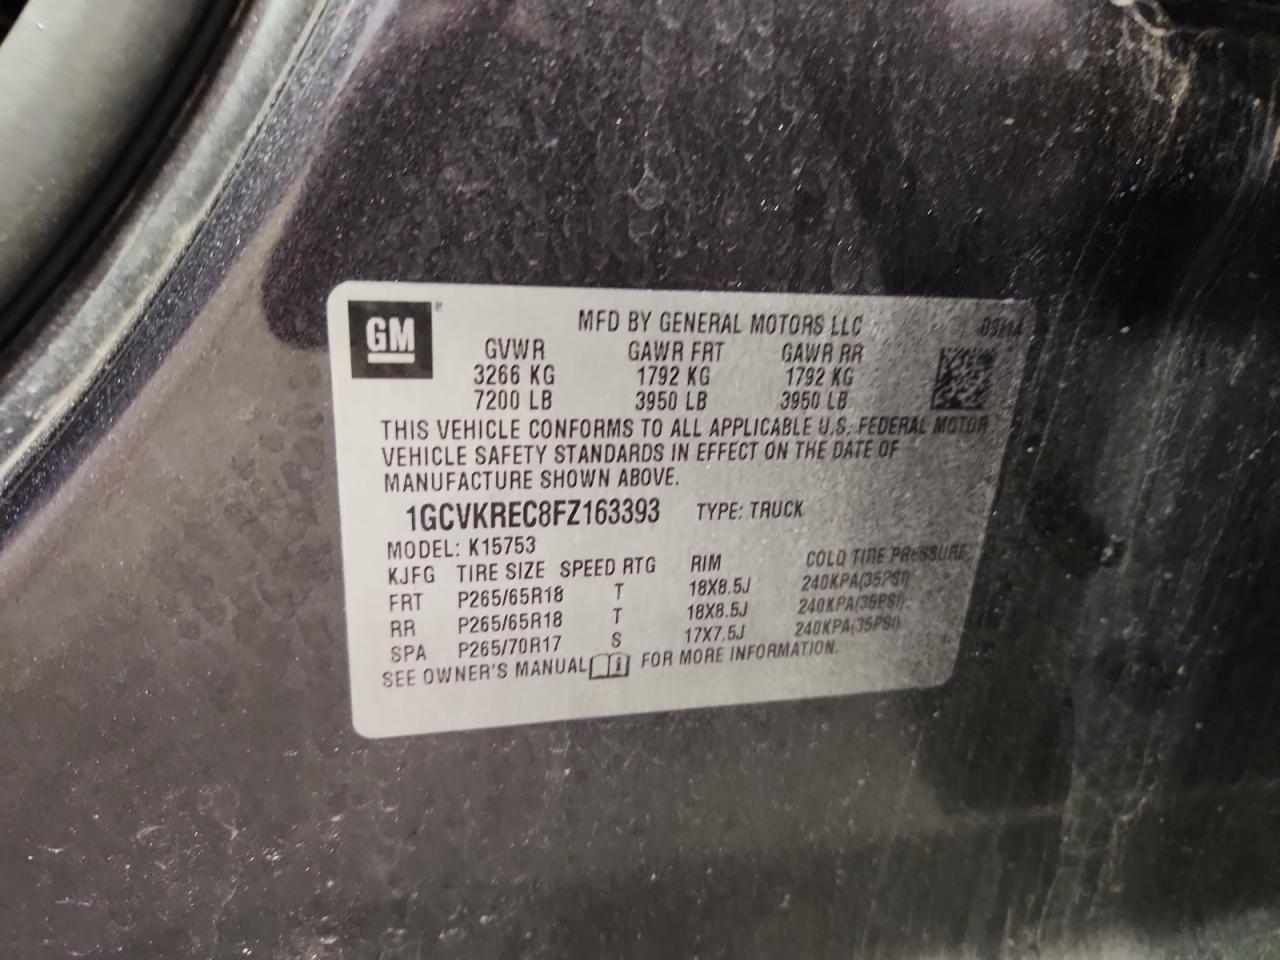 GM
MFD BY GENERAL MOTORS LLC
GVWR GAWR FRT GAWR RR
3266 KG 1792 KG 1792 KG
7200 LB 3950 LB 3950 LB
THIS VEHICLE CONFORMS TO ALL APPLICABLE U.S. FEDERAL MOTOR
VEHICLE SAFETY STANDARDS IN EFFECT ON THE DATE OF
MANUFACTURE SHOWN ABOVE.
1GCVKREC8FZ163393 TYPE: TRUCK
MODEL: K15753
KJFG TIRE SIZE SPEED RTG RIM COLD TIRE PRESSURE
FRT P265/65R18 T 18X8.5J 240KPA(35PSI)
RR P265/65R18 T 18X8.5J 240KPA(35PSI)
SPA P265/70R17 S 17X7.5J 240KPA(35PSI)
SEE OWNER'S MANUAL FOR MORE INFORMATION.